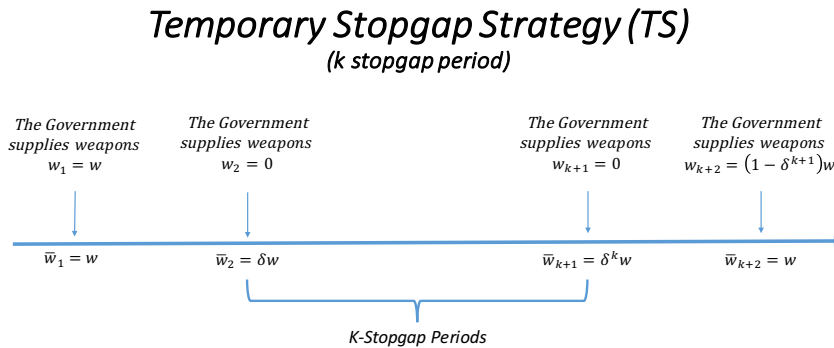 Temporary Stopgap Strategy (TS)
(k stopgap period)
The Government
supplies weapons
w₁ = w
The Government
supplies weapons
w₂ = 0
The Government
supplies weapons
wₖ₊₁ = 0
The Government
supplies weapons
wₖ₊₂ = (1 − δᵏ⁺¹)w
w̅₁ = w
w̅₂ = δw
w̅ₖ₊₁ = δᵏw
w̅ₖ₊₂ = w
K-Stopgap Periods